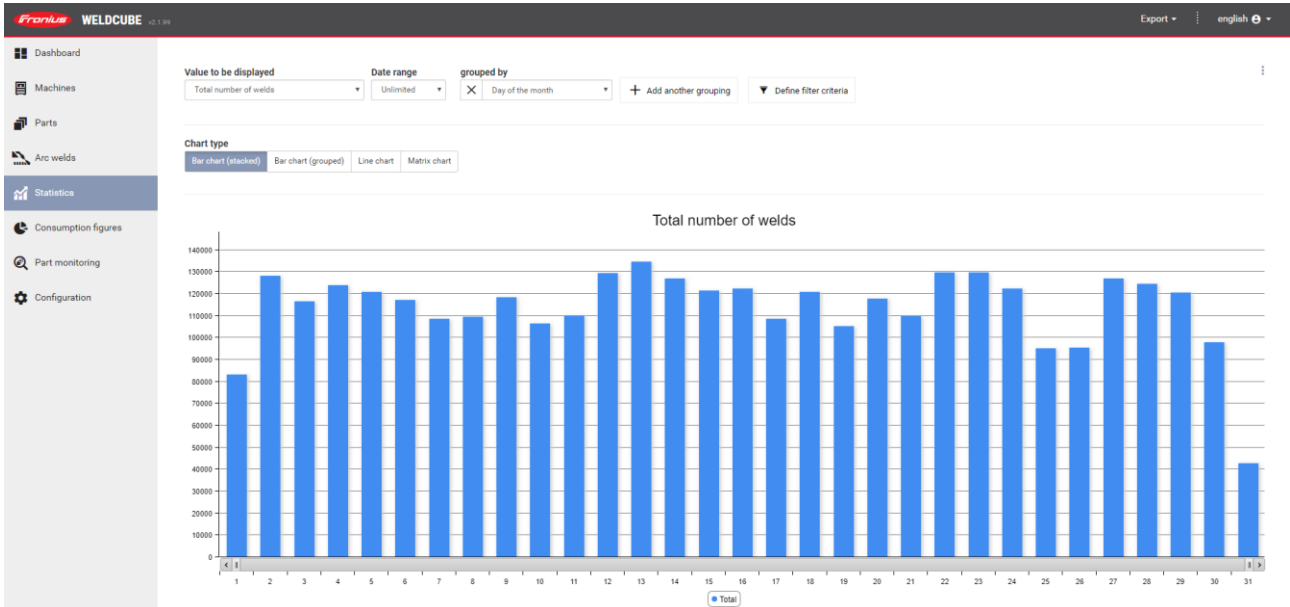 Fronius WELDCUBE v2.1.99
Export
english
Dashboard
Machines
Parts
Arc welds
Statistics
Consumption figures
Part monitoring
Configuration
Value to be displayed Date range grouped by
Total number of welds Unlimited Day of the month Add another grouping Define filter criteria
Chart type
Bar chart (stacked) Bar chart (grouped) Line chart Matrix chart
Total number of welds
140000
130000
120000
110000
100000
90000
80000
70000
60000
50000
40000
30000
20000
10000
0
1 2 3 4 5 6 7 8 9 10 11 12 13 14 15 16 17 18 19 20 21 22 23 24 25 26 27 28 29 30 31
Total